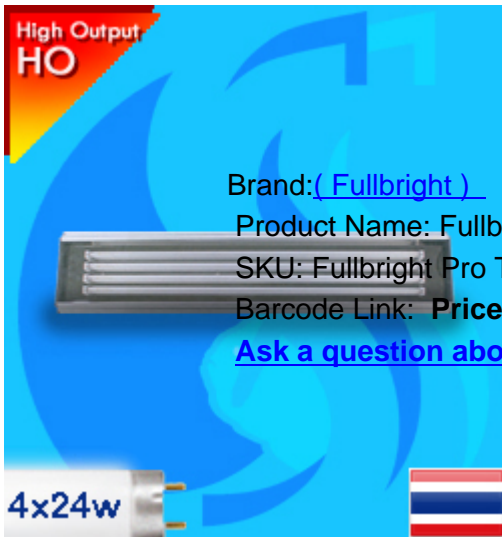 High Output
HO
Brand:( Fullbright )
Product Name: Fullb
SKU: Fullbright Pro T
Barcode Link: Price
Ask a question abo
4x24w